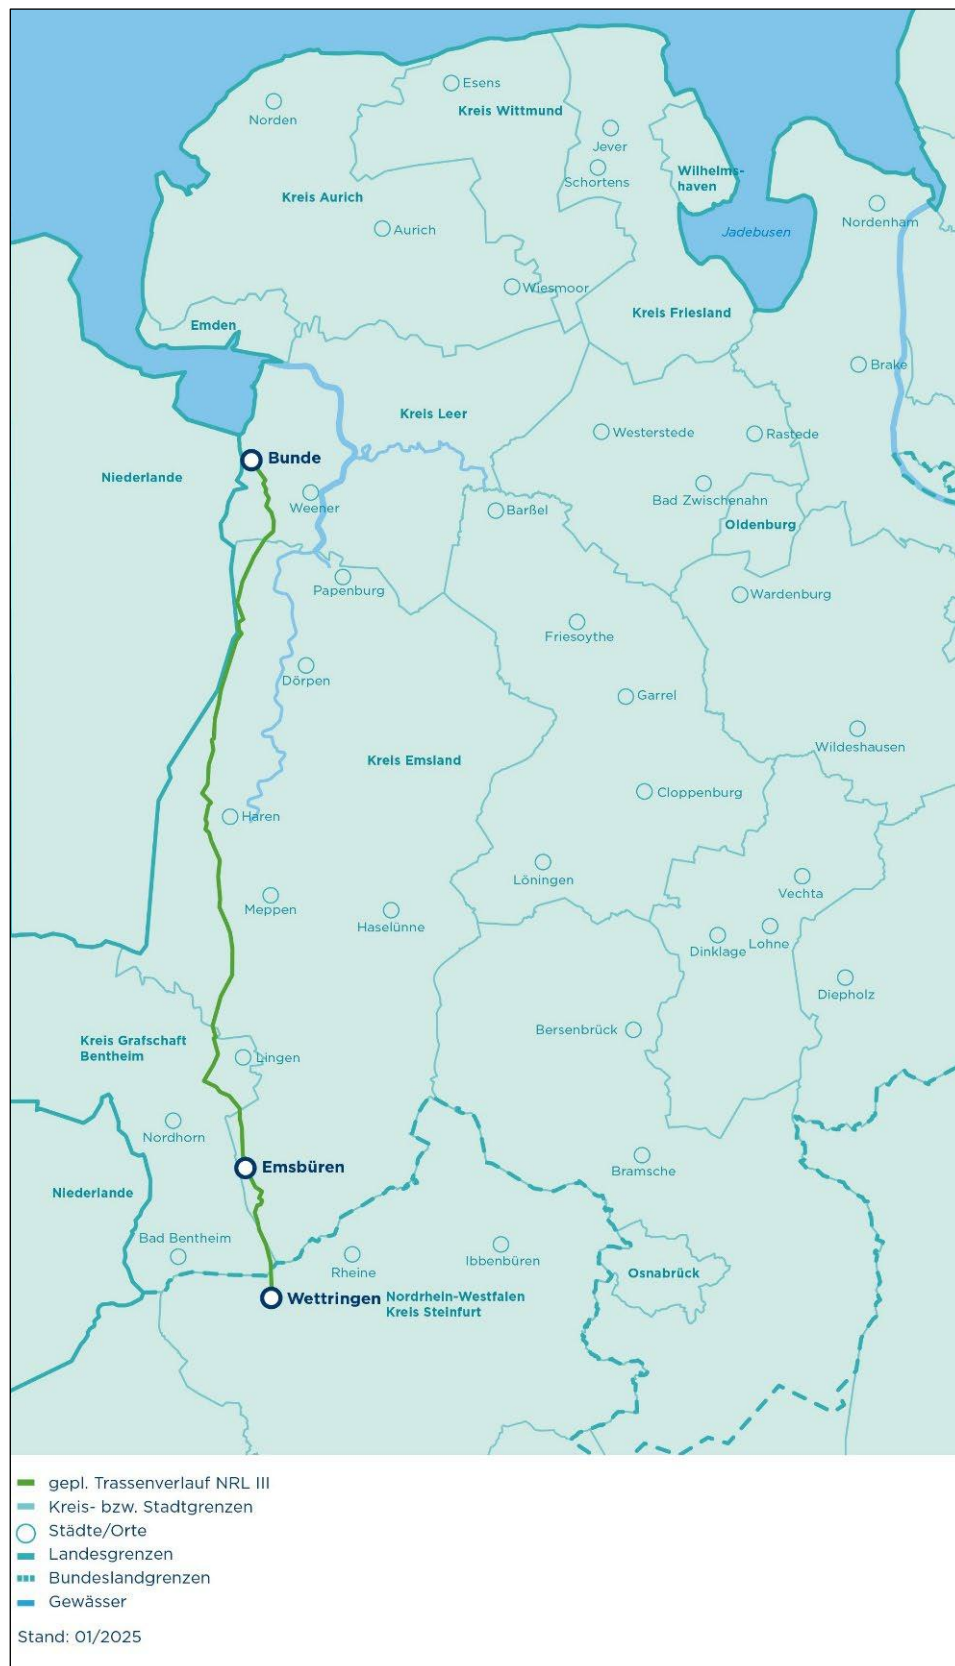 Esens
Norden
Kreis Wittmund
Jever
Schortens
Wilhelms-
haven
Kreis Aurich
Nordenham
Aurich
Jadebusen
Wiesmoor
Kreis Friesland
Emden
Brake
Kreis Leer
Westerstede
Rastede
Bunde
Niederlande
Weener
Bad Zwischenahn
Barßel
Oldenburg
Papenburg
Wardenburg
Friesoythe
Dörpen
Garrel
Wildeshausen
Kreis Emsland
Cloppenburg
Haren
Löningen
Vechta
Meppen
Haselünne
Dinklage
Lohne
Diepholz
Bersenbrück
Kreis Grafschaft
Bentheim
Lingen
Nordhorn
Emsbüren
Bramsche
Niederlande
Bad Bentheim
Rheine
Ibbenbüren
Osnabrück
Wettringen
Nordrhein-Westfalen
Kreis Steinfurt
gepl. Trassenverlauf NRL III
Kreis- bzw. Stadtgrenzen
Städte/Orte
Landesgrenzen
Bundeslandgrenzen
Gewässer
Stand: 01/2025